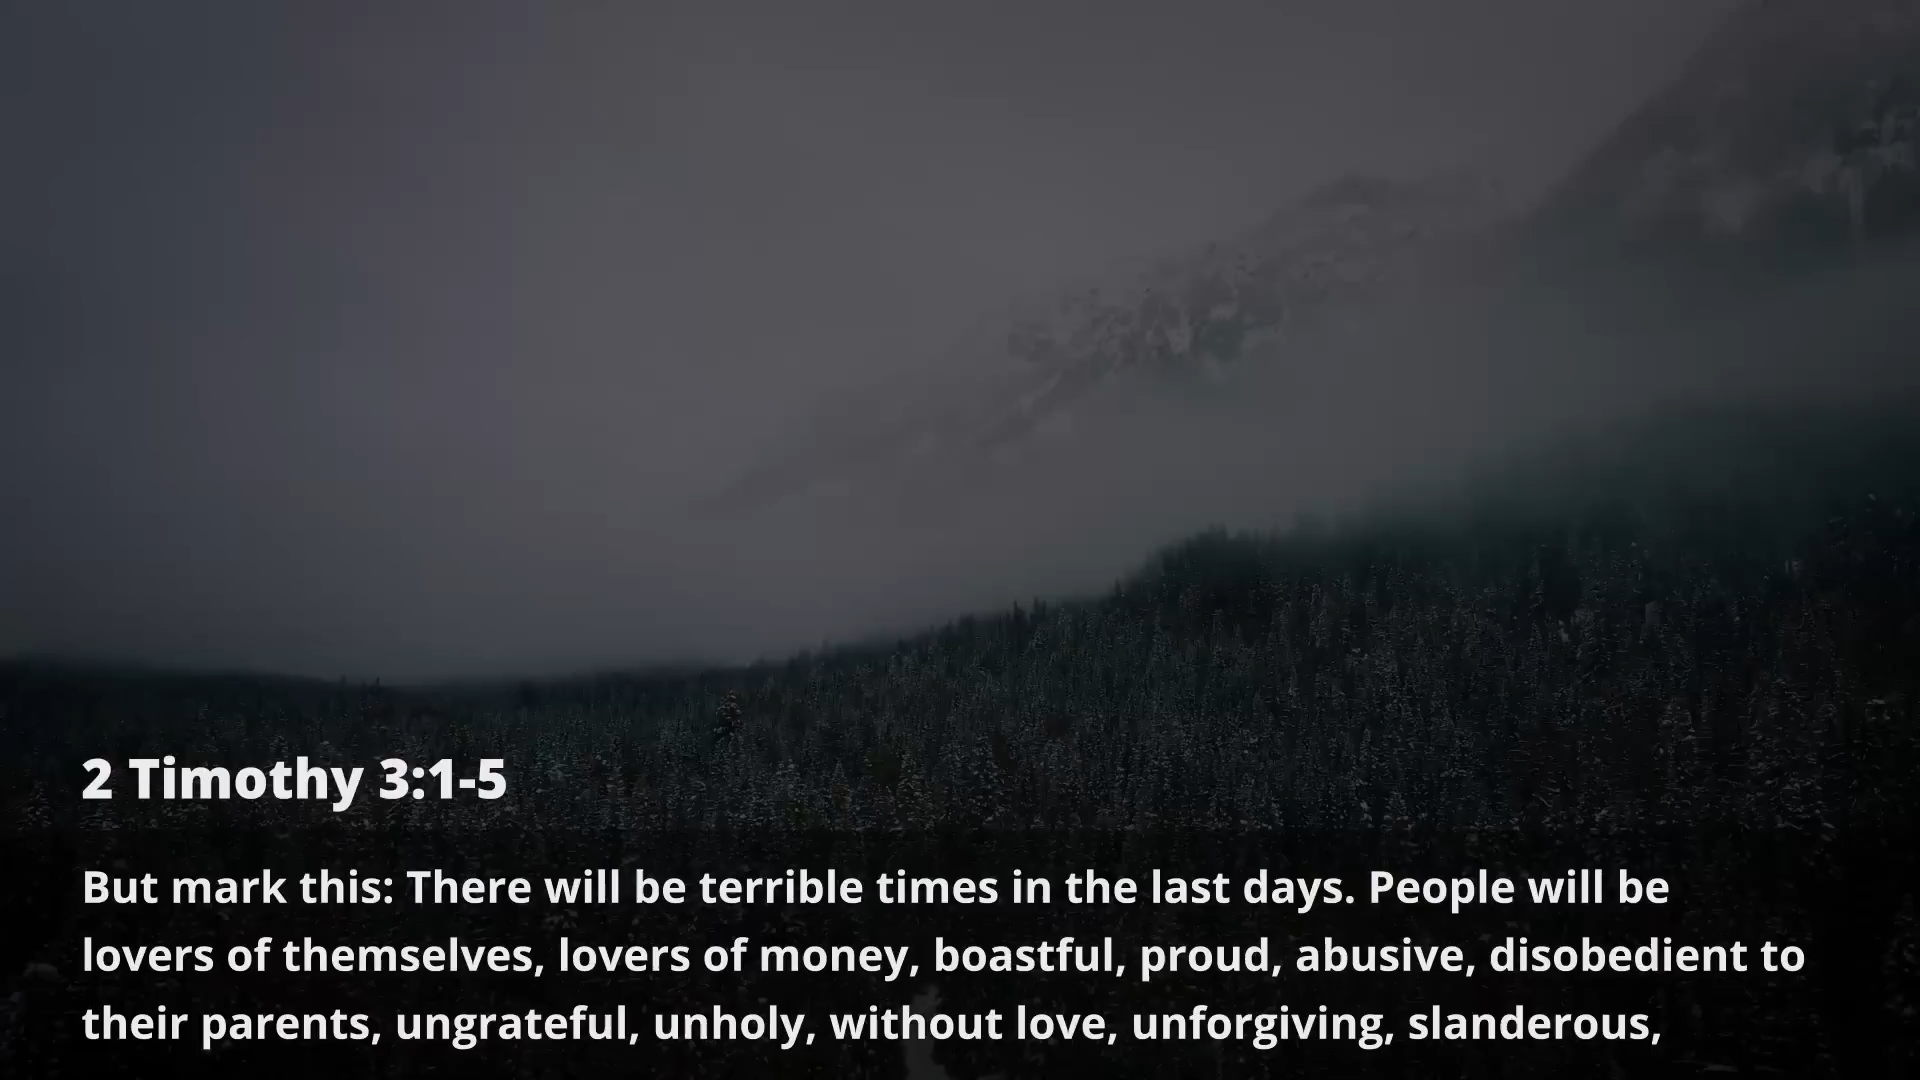 2 Timothy 3:1-5
But mark this: There will be terrible times in the last days. People will be
lovers of themselves, lovers of money, boastful, proud, abusive, disobedient to
their parents, ungrateful, unholy, without love, unforgiving, slanderous,